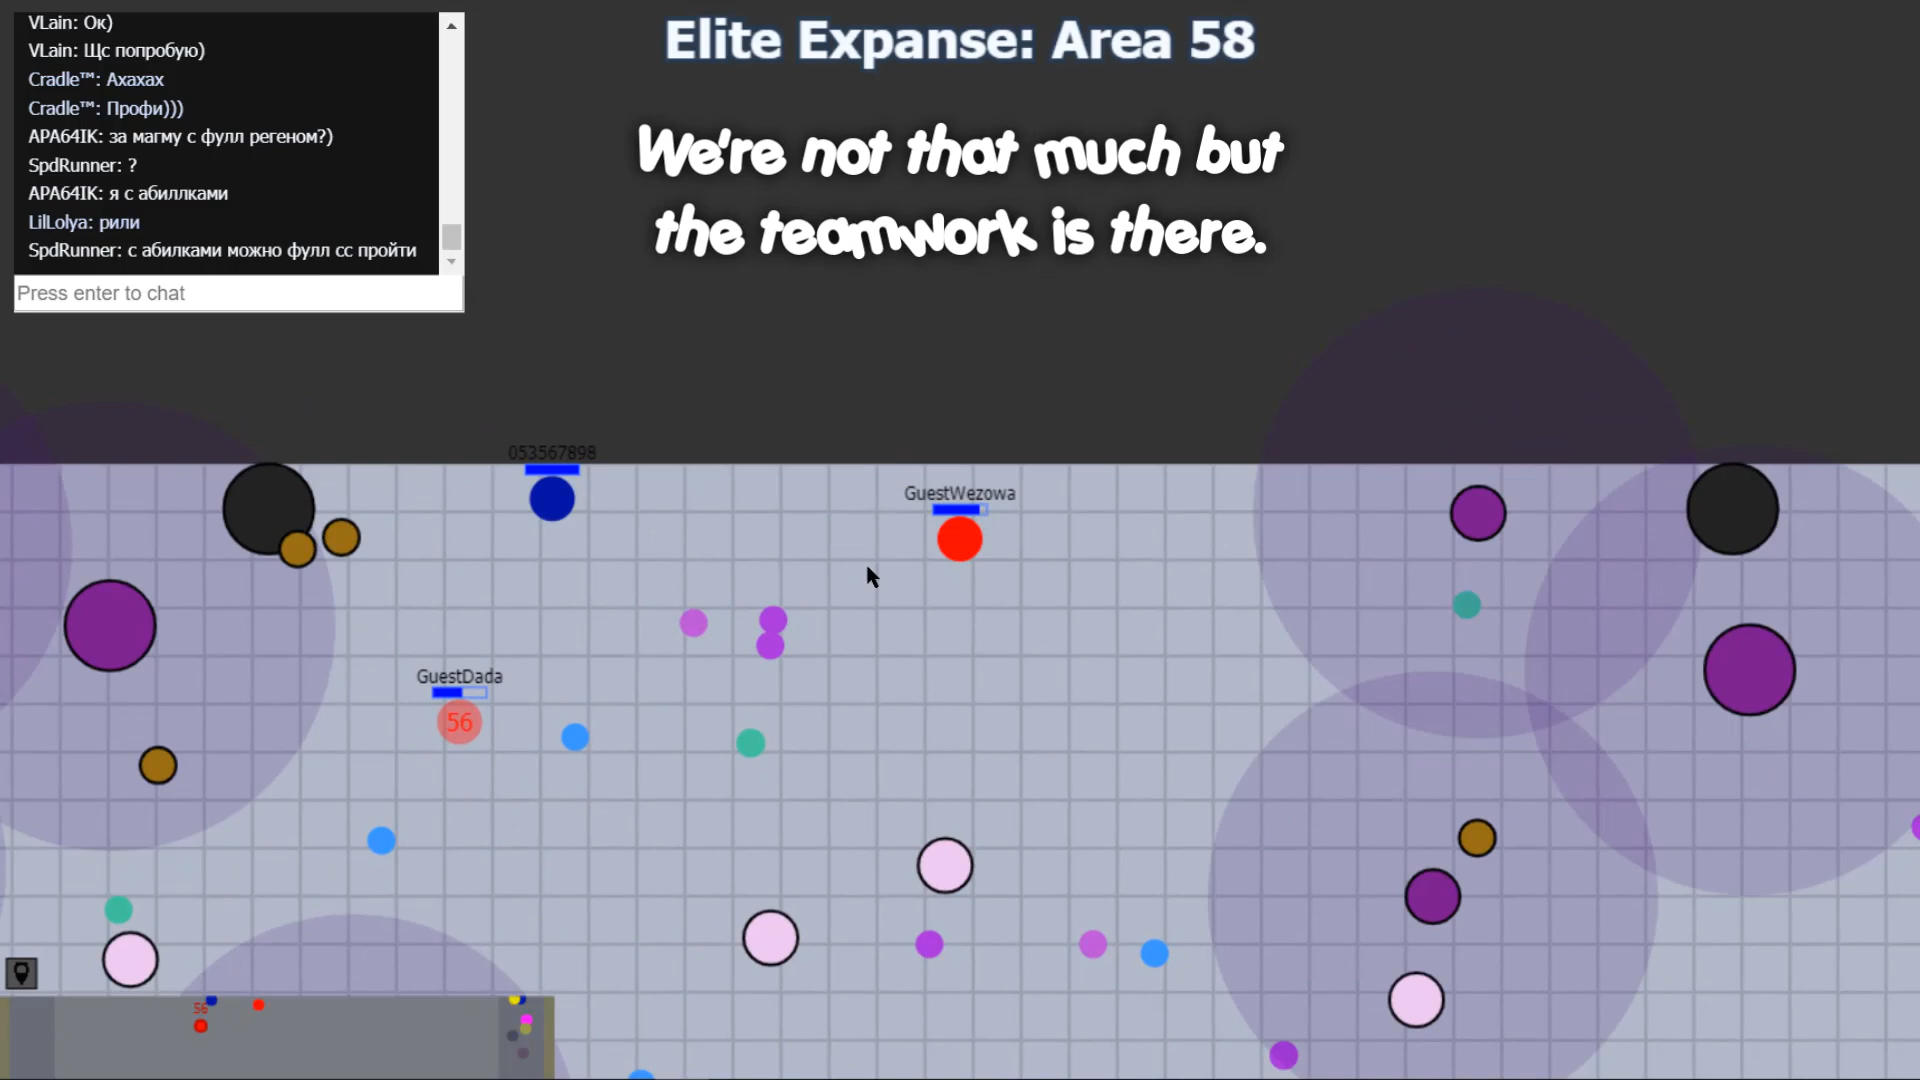 VLain: Ок)
VLain: Щс попробую)
Cradle™: Ахахах
Cradle™: Профи)))
APA64IK: за магму с фулл регеном?)
SpdRunner: ?
APA64IK: я с абиллками
LilLolya: рили
SpdRunner: с абилками можно фулл сс пройти
Press enter to chat
Elite Expanse: Area 58
We're not that much but
the teamwork is there.
053567898
GuestWezowa
GuestDada
56
56